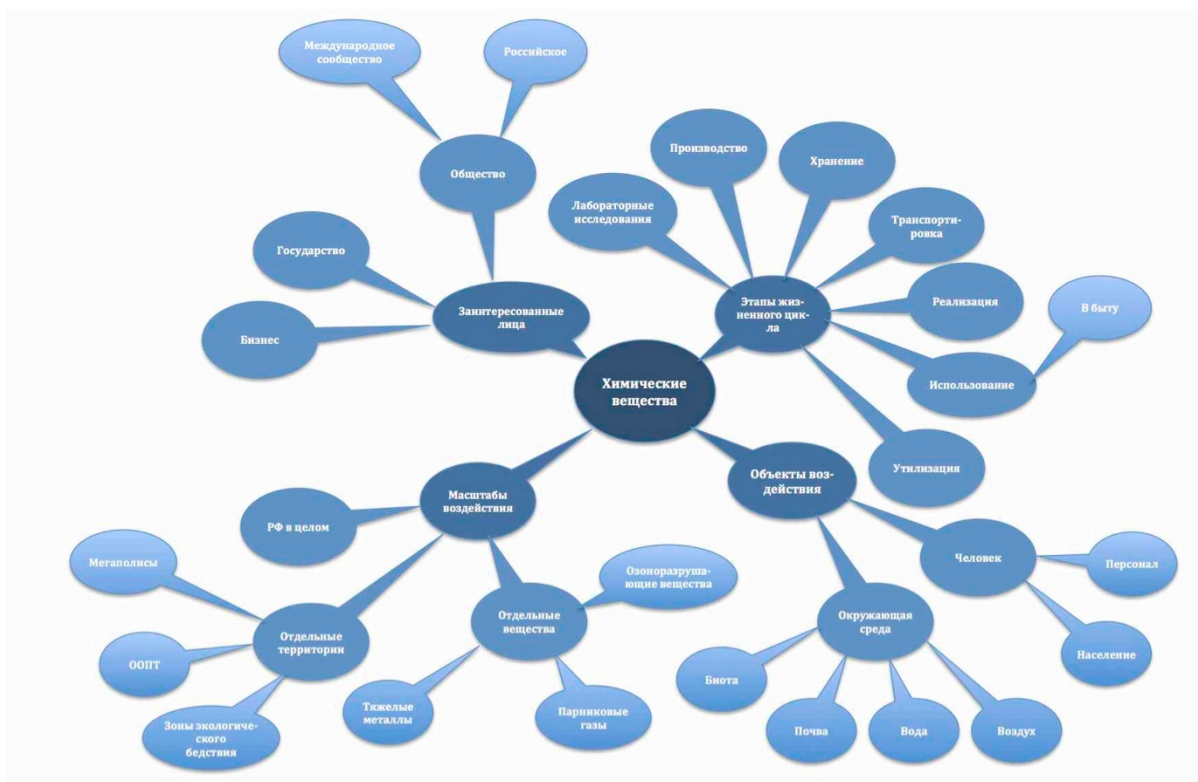 Международное
сообщество
Российское
Общество
Государство
Бизнес
Заинтересованные
лица
Лабораторные
исследования
Производство
Хранение
Транспорти-
ровка
Реализация
В быту
Использование
Утилизация
Этапы жиз-
ненного цик-
ла
Химические
вещества
Масштабы
воздействия
РФ в целом
Мегаполисы
ООПТ
Зоны экологиче-
ского
бедствия
Отдельные
территории
Отдельные
вещества
Озоноразруша-
ющие вещества
Тяжелые
металлы
Парниковые
газы
Объекты воз-
действия
Человек
Персонал
Население
Окружающая
среда
Биота
Почва
Вода
Воздух